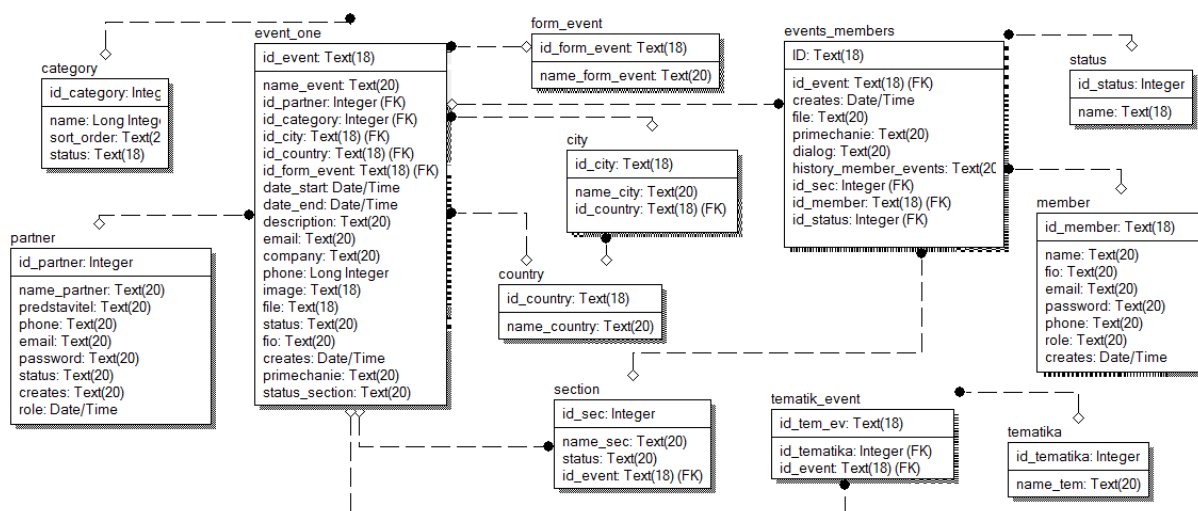 category
id_category: Integ
name: Long Intege
sort_order: Text(2
status: Text(18)
partner
id_partner: Integer
name_partner: Text(20)
predstavitel: Text(20)
phone: Text(20)
email: Text(20)
password: Text(20)
status: Text(20)
creates: Text(20)
role: Date/Time
event_one
id_event: Text(18)
name_event: Text(20)
id_partner: Integer (FK)
id_category: Integer (FK)
id_city: Text(18) (FK)
id_country: Text(18) (FK)
id_form_event: Text(18) (FK)
date_start: Date/Time
date_end: Date/Time
description: Text(20)
email: Text(20)
company: Text(20)
phone: Long Integer
image: Text(18)
file: Text(18)
status: Text(20)
fio: Text(20)
creates: Date/Time
primechanie: Text(20)
status_section: Text(20)
form_event
id_form_event: Text(18)
name_form_event: Text(20)
city
id_city: Text(18)
name_city: Text(20)
id_country: Text(18) (FK)
country
id_country: Text(18)
name_country: Text(20)
section
id_sec: Integer
name_sec: Text(20)
status: Text(20)
id_event: Text(18) (FK)
events_members
ID: Text(18)
id_event: Text(18) (FK)
creates: Date/Time
file: Text(20)
primechanie: Text(20)
dialog: Text(20)
history_member_events: Text(20
id_sec: Integer (FK)
id_member: Text(18) (FK)
id_status: Integer (FK)
status
id_status: Integer
name: Text(18)
member
id_member: Text(18)
name: Text(20)
fio: Text(20)
email: Text(20)
password: Text(20)
phone: Text(20)
role: Text(20)
creates: Date/Time
tematik_event
id_tem_ev: Text(18)
id_tematika: Integer (FK)
id_event: Text(18) (FK)
tematika
id_tematika: Integer
name_tem: Text(20)